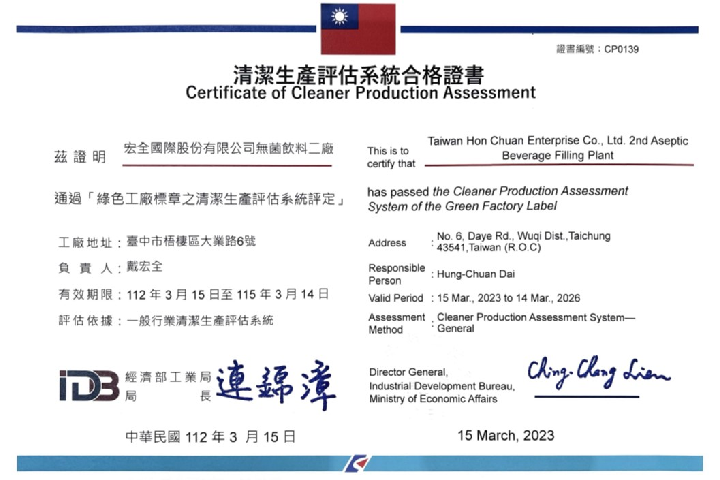 證書編號：CP0139
清潔生產評估系統合格證書
Certificate of Cleaner Production Assessment
茲證明 宏全國際股份有限公司無菌飲料二廠
通過「綠色工廠標章之清潔生產評估系統評定」
工廠地址：臺中市梧棲區大業路6號
負責人：戴宏全
有效期限：112 年 3 月 15 日至 115 年 3 月 14 日
評估依據：一般行業清潔生產評估系統
iDB 經濟部工業局
局長 連錦漳
中華民國 112 年 3 月 15 日
This is to certify that
Taiwan Hon Chuan Enterprise Co., Ltd. 2nd Aseptic
Beverage Filling Plant
has passed the Cleaner Production Assessment
System of the Green Factory Label
Address : No. 6, Daye Rd., Wuqi Dist.,Taichung
43541,Taiwan (R.O.C)
Responsible
Person : Hung-Chuan Dai
Valid Period : 15 Mar., 2023 to 14 Mar., 2026
Assessment
Method : Cleaner Production Assessment System—
General
Director General,
Industrial Development Bureau,
Ministry of Economic Affairs
Ching-Chang Lien
15 March, 2023